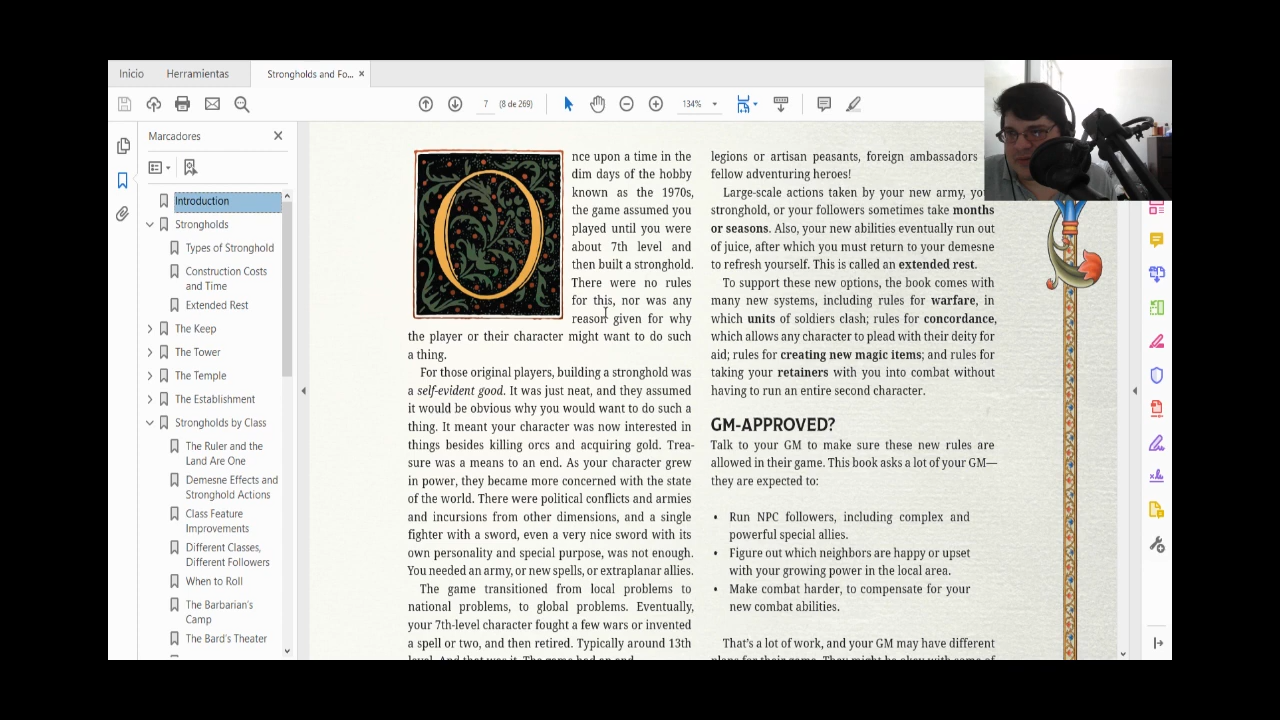 Inicio
Herramientas
Strongholds and Fo... ×
7 (8 de 269)
134%
Marcadores
Introduction
Strongholds
Types of Stronghold
Construction Costs
and Time
Extended Rest
The Keep
The Tower
The Temple
The Establishment
Strongholds by Class
The Ruler and the
Land Are One
Demesne Effects and
Stronghold Actions
Class Feature
Improvements
Different Classes,
Different Followers
When to Roll
The Barbarian's
Camp
The Bard's Theater
Once upon a time in the
dim days of the hobby
known as the 1970s,
the game assumed you
played until you were
about 7th level and
then built a stronghold.
There were no rules
for this, nor was any
reason given for why
the player or their character might want to do such
a thing.
For those original players, building a stronghold was
a self-evident good. It was just neat, and they assumed
it would be obvious why you would want to do such a
thing. It meant your character was now interested in
things besides killing orcs and acquiring gold. Trea-
sure was a means to an end. As your character grew
in power, they became more concerned with the state
of the world. There were political conflicts and armies
and incursions from other dimensions, and a single
fighter with a sword, even a very nice sword with its
own personality and special purpose, was not enough.
You needed an army, or new spells, or extraplanar allies.
The game transitioned from local problems to
national problems, to global problems. Eventually,
your 7th-level character fought a few wars or invented
a spell or two, and then retired. Typically around 13th
level. And that was it. The game had an end.
legions or artisan peasants, foreign ambassadors
fellow adventuring heroes!
Large-scale actions taken by your new army, yo
stronghold, or your followers sometimes take months
or seasons. Also, your new abilities eventually run out
of juice, after which you must return to your demesne
to refresh yourself. This is called an extended rest.
To support these new options, the book comes with
many new systems, including rules for warfare, in
which units of soldiers clash; rules for concordance,
which allows any character to plead with their deity for
aid; rules for creating new magic items; and rules for
taking your retainers with you into combat without
having to run an entire second character.
GM-APPROVED?
Talk to your GM to make sure these new rules are
allowed in their game. This book asks a lot of your GM—
they are expected to:
• Run NPC followers, including complex and
powerful special allies.
• Figure out which neighbors are happy or upset
with your growing power in the local area.
• Make combat harder, to compensate for your
new combat abilities.
That's a lot of work, and your GM may have different
plans for their game. They might be okay with some of